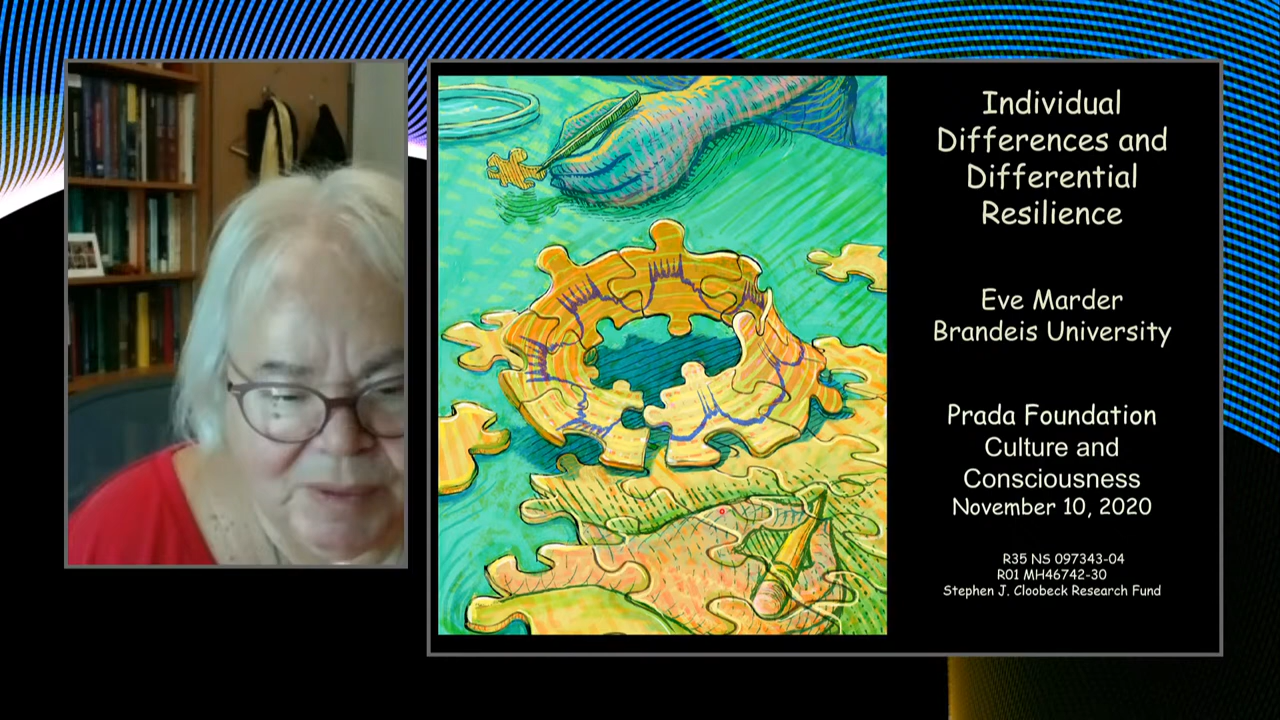 Individual
Differences and
Differential
Resilience
Eve Marder
Brandeis University
Prada Foundation
Culture and
Consciousness
November 10, 2020
R35 NS 097343-04
R01 MH46742-30
Stephen J. Cloobeck Research Fund